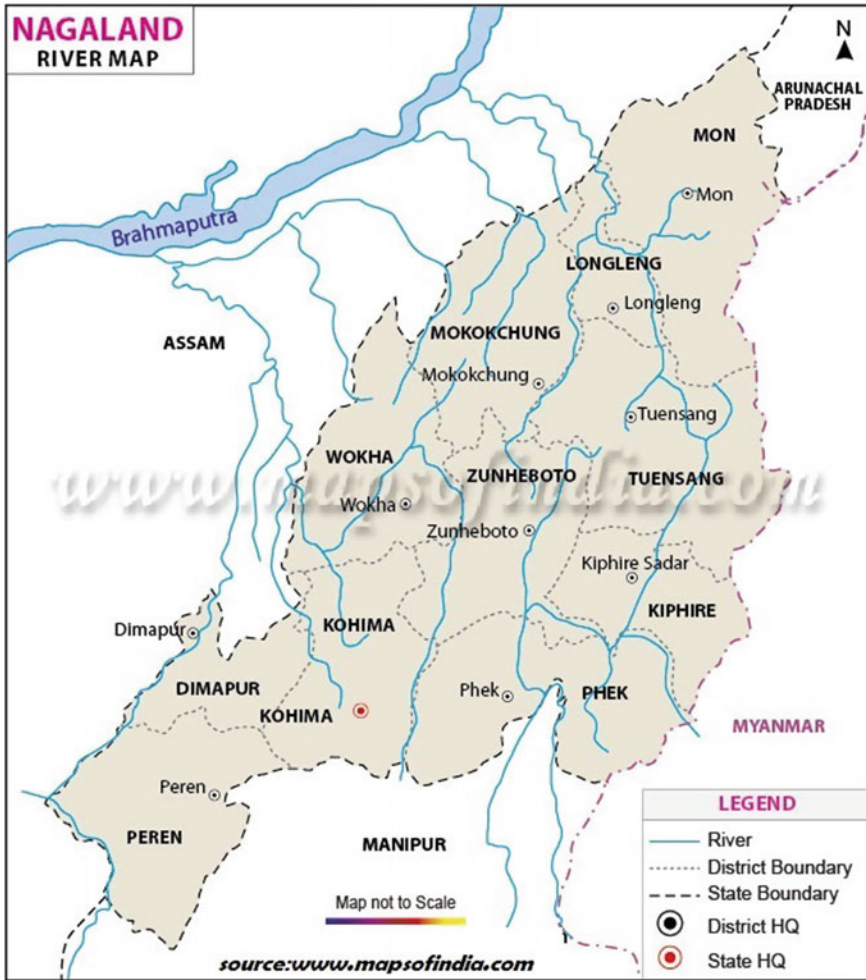 NAGALAND
RIVER MAP
N
ARUNACHAL
PRADESH
MON
Mon
Brahmaputra
LONGLENG
Longleng
ASSAM
MOKOKCHUNG
Mokokchung
Tuensang
WOKHA
ZUNHEBOTO
TUENSANG
www.mapsofindia.com
Wokha
Zunheboto
Kiphire Sadar
KIPHIRE
KOHIMA
Dimapur
DIMAPUR
Phek
PHEK
KOHIMA
MYANMAR
Peren
PEREN
MANIPUR
LEGEND
River
District Boundary
State Boundary
District HQ
State HQ
Map not to Scale
source:www.mapsofindia.com